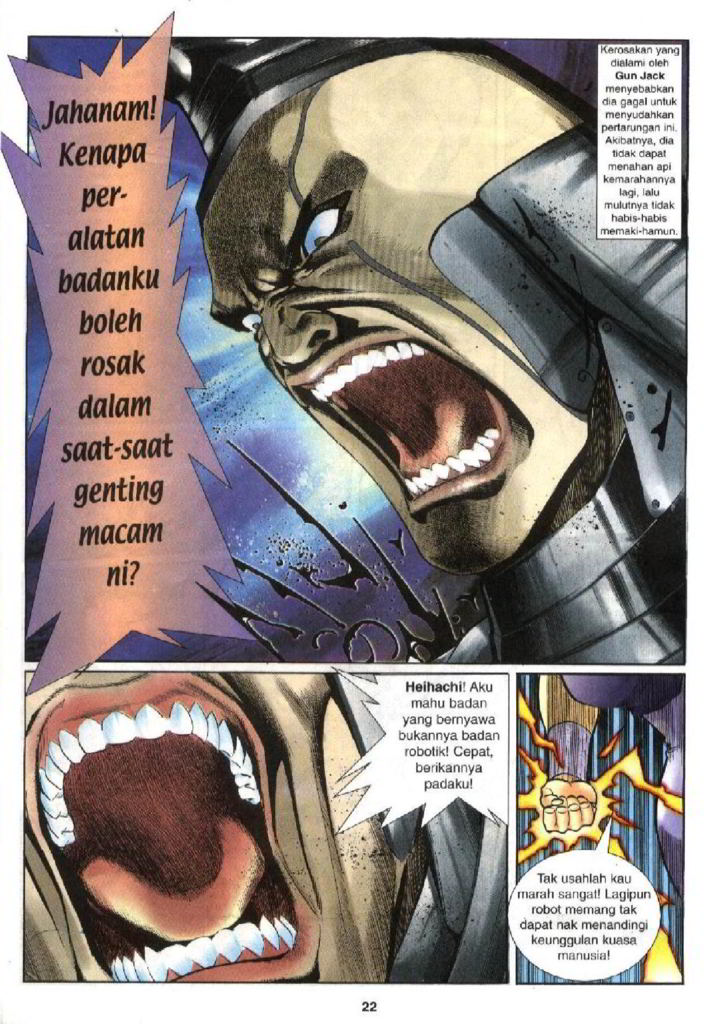 Jahanam!
Kenapa
per-
alatan
badanku
boleh
rosak
dalam
saat-saat
genting
macam
ni?
Kerosakan yang
dialami oleh
Gun Jack
menyebabkan
dia gagal untuk
menyudahkan
pertarungan ini.
Akibatnya, dia
tidak dapat
menahan api
kemarahannya
lagi, lalu
mulutnya tidak
habis-habis
memaki-hamun.
Heihachi! Aku
mahu badan
yang bernyawa
bukannya badan
robotik! Cepat,
berikannya
padaku!
Tak usahlah kau
marah sangat! Lagipun
robot memang tak
dapat nak menandingi
keunggulan kuasa
manusia!
22